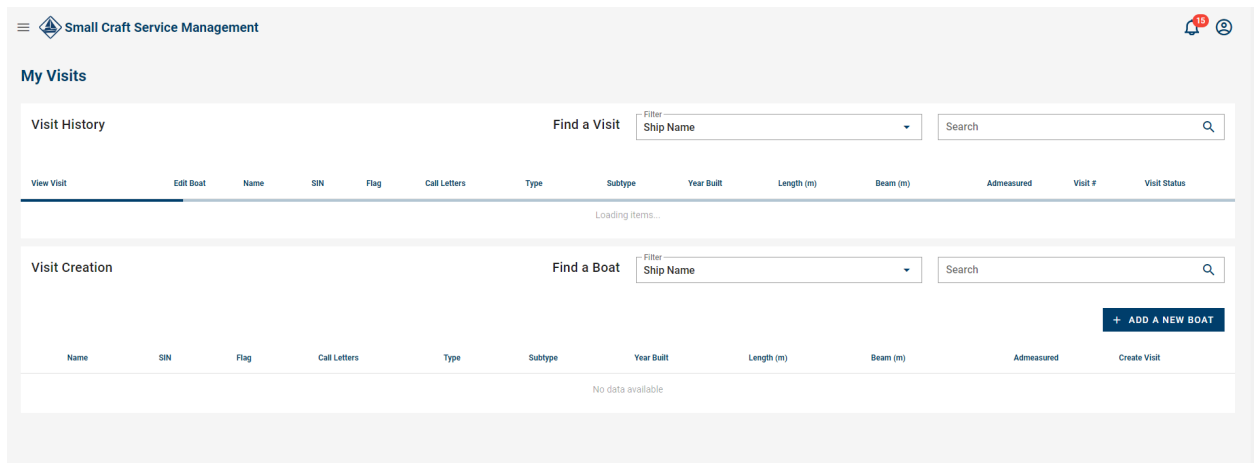 Small Craft Service Management
15
My Visits
Visit History
Find a Visit
Filter
Ship Name
Search
View Visit Edit Boat Name SIN Flag Call Letters Type Subtype Year Built Length (m) Beam (m) Admeasured Visit # Visit Status
Loading items...
Visit Creation
Find a Boat
Filter
Ship Name
Search
+ ADD A NEW BOAT
Name SIN Flag Call Letters Type Subtype Year Built Length (m) Beam (m) Admeasured Create Visit
No data available